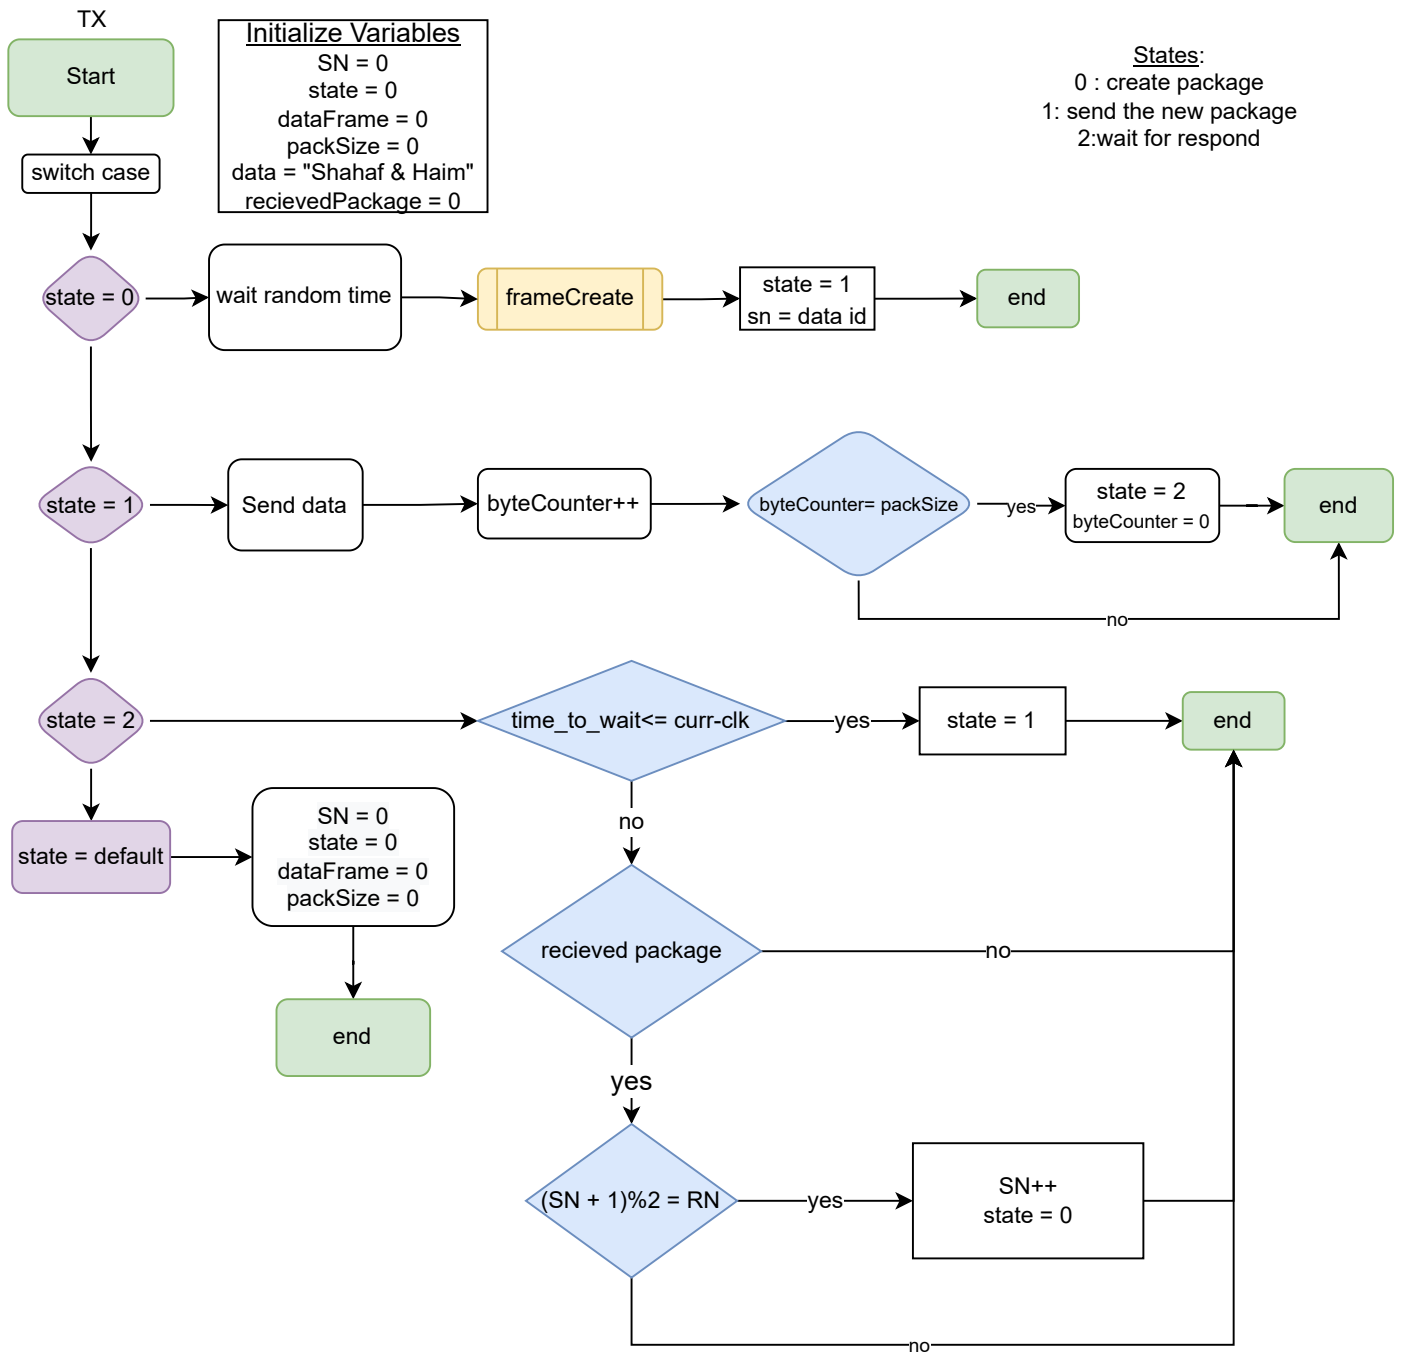 TX
Start
switch case
Initialize Variables
SN = 0
state = 0
dataFrame = 0
packSize = 0
data = "Shahaf & Haim"
recievedPackage = 0
States:
0 : create package
1: send the new package
2:wait for respond
state = 0
wait random time
frameCreate
state = 1
sn = data id
end
state = 1
Send data
byteCounter++
byteCounter= packSize
yes
state = 2
byteCounter = 0
end
no
state = 2
time_to_wait<= curr-clk
yes
state = 1
end
no
state = default
SN = 0
state = 0
dataFrame = 0
packSize = 0
end
recieved package
no
yes
(SN + 1)%2 = RN
yes
SN++
state = 0
no